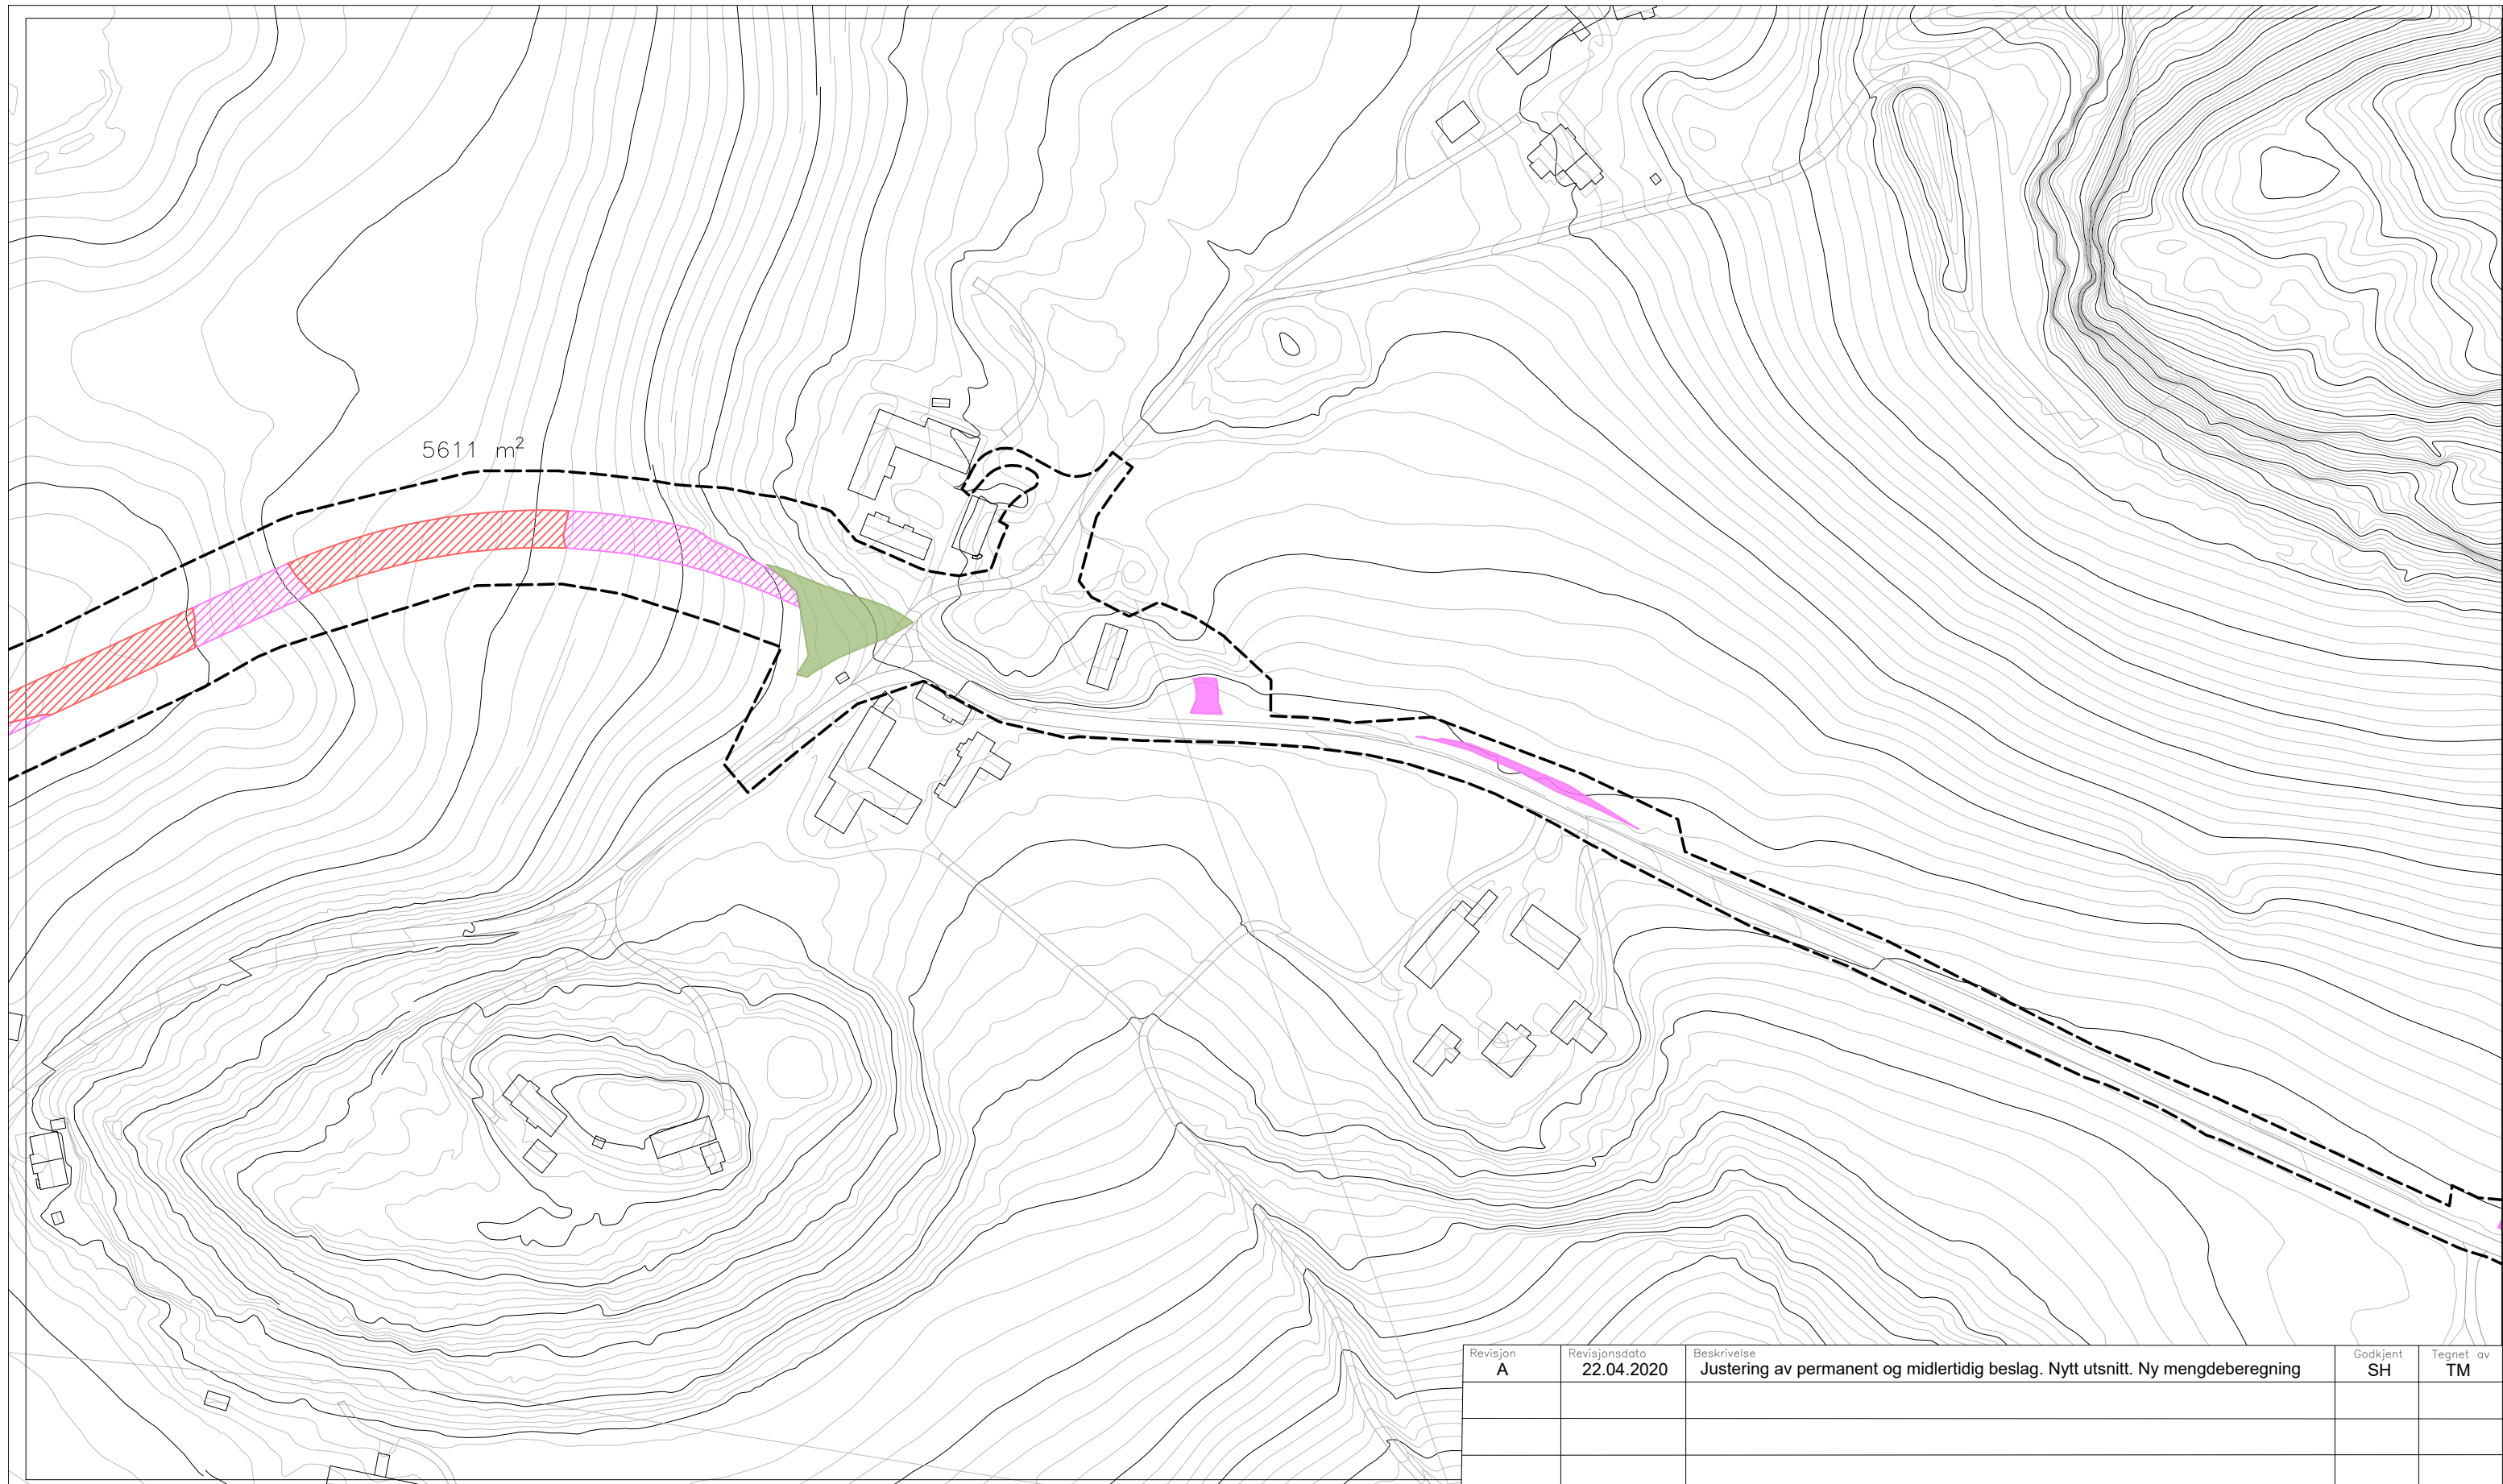 5611 m²
Revisjon Revisjonsdato Beskrivelse Godkjent Tegnet av
A 22.04.2020 Justering av permanent og midlertidig beslag. Nytt utsnitt. Ny mengdeberegning SH TM